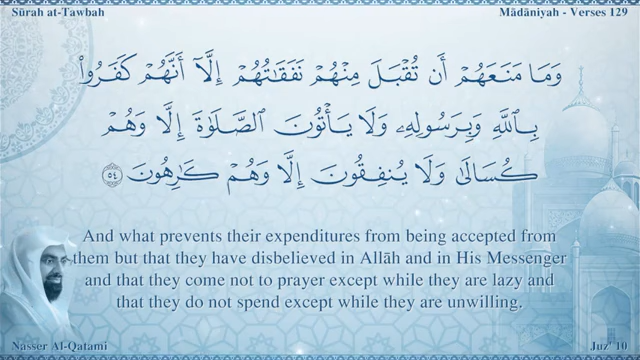 Sūrah at-Tawbah
Mādāniyah - Verses 129
وَمَا مَنَعَهُمْ أَن تُقْبَلَ مِنْهُمْ نَفَقَٰتُهُمْ إِلَّآ أَنَّهُمْ كَفَرُوا۟
بِٱللَّهِ وَبِرَسُولِهِۦ وَلَا يَأْتُونَ ٱلصَّلَوٰةَ إِلَّا وَهُمْ
كُسَالَىٰ وَلَا يُنفِقُونَ إِلَّا وَهُمْ كَٰرِهُونَ ٥٤
And what prevents their expenditures from being accepted from
them but that they have disbelieved in Allāh and in His Messenger
and that they come not to prayer except while they are lazy and
that they do not spend except while they are unwilling.
Nasser Al-Qatami
Juz' 10